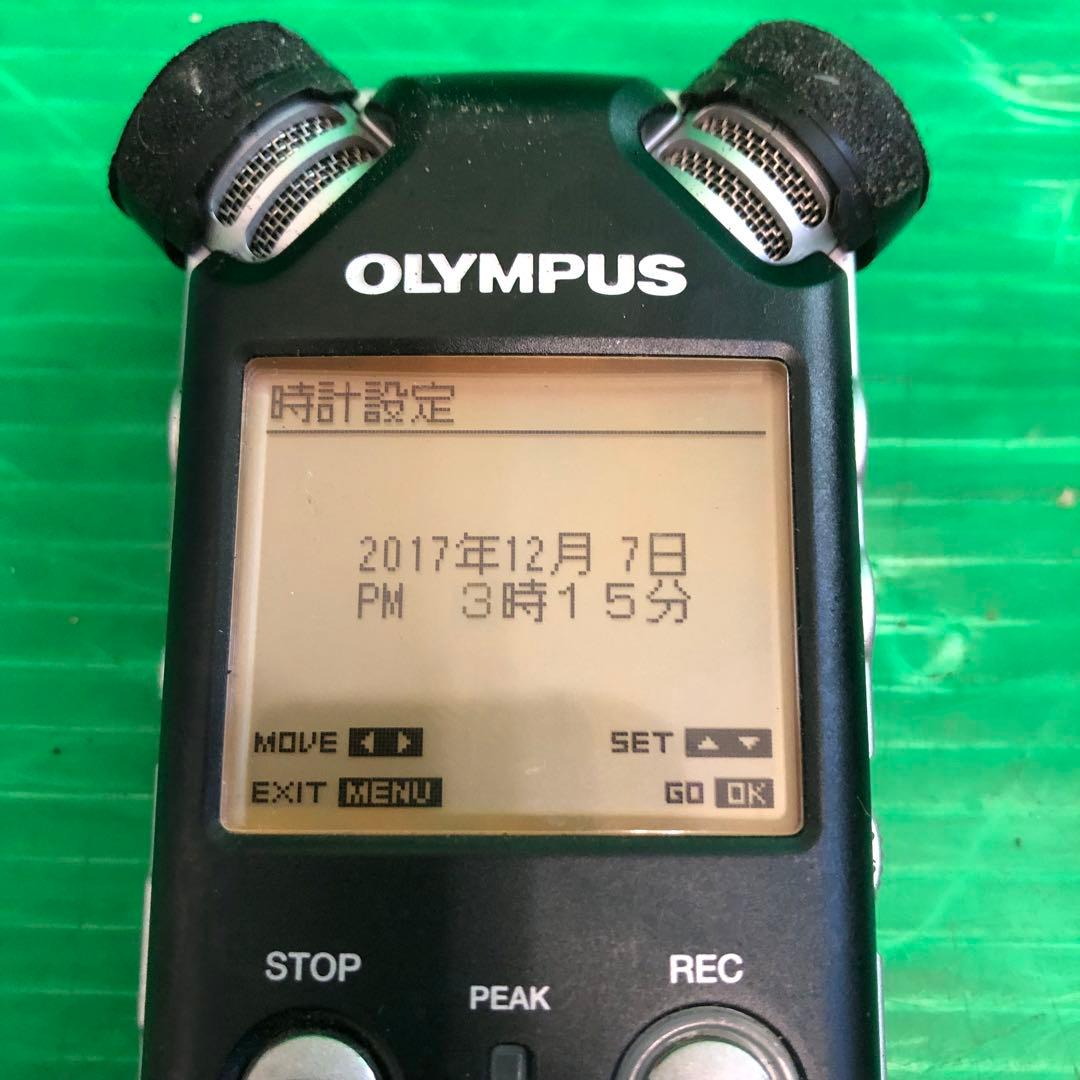 OLYMPUS
時計設定
2017年12月 7日
PM 3時15分
MOVE SET
EXIT MENU GO OK
STOP PEAK REC